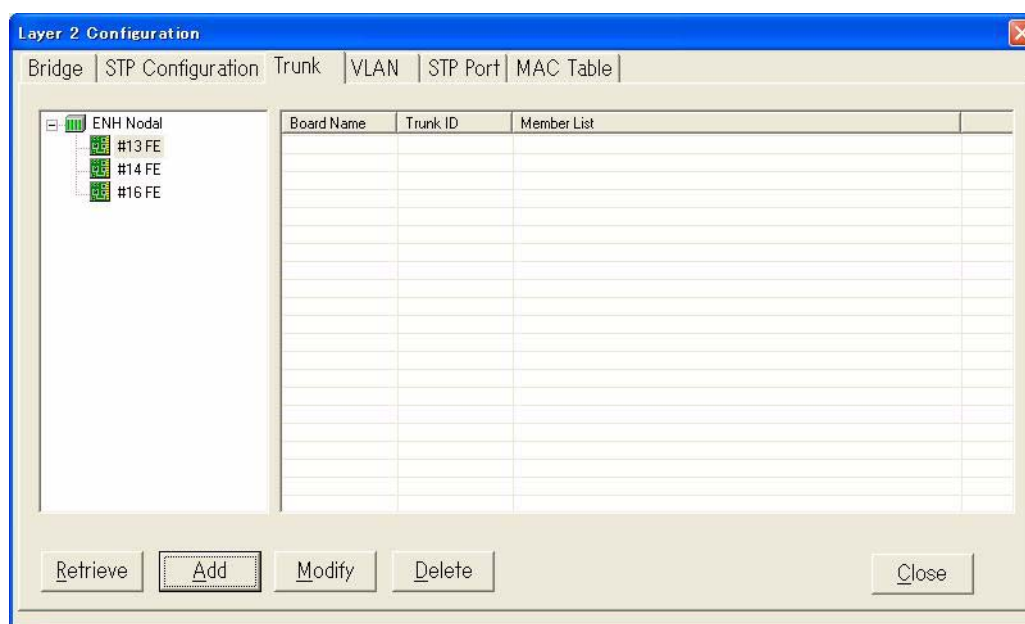 Layer 2 Configuration
Bridge STP Configuration Trunk VLAN STP Port MAC Table
ENH Nodal
#13 FE
#14 FE
#16 FE
Board Name Trunk ID Member List
Retrieve Add Modify Delete Close